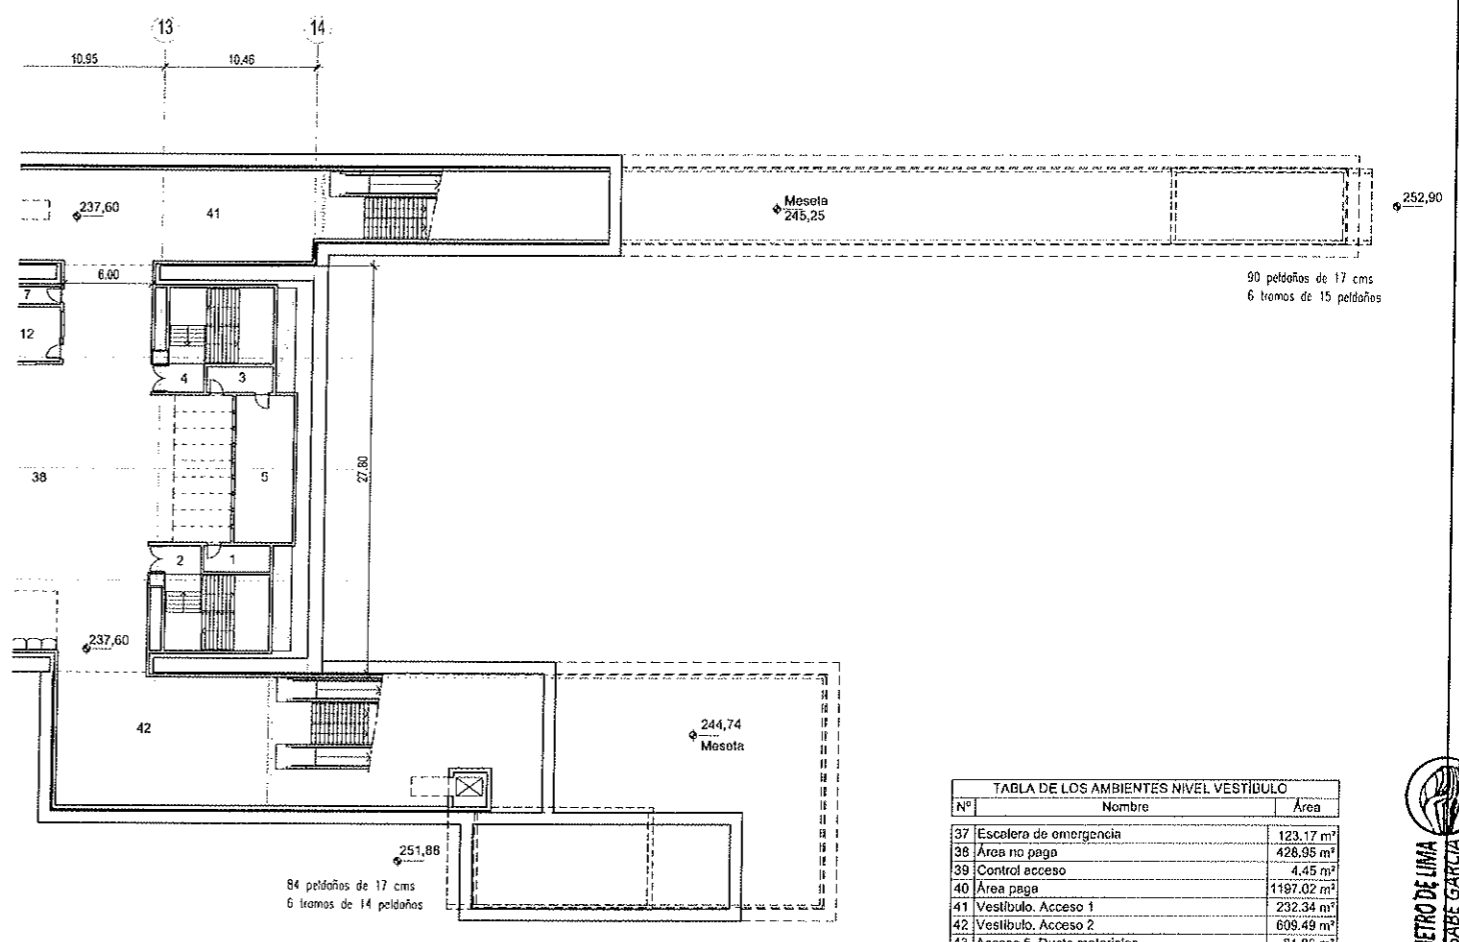 13
14
10.95
10.46
237,60
41
Meseta
245,25
252,90
6.00
90 peldaños de 17 cms
6 tramos de 15 peldaños
7
12
4
3
38
5
27.80
2
1
237,60
42
244,74
Meseta
251,88
84 peldaños de 17 cms
6 tramos de 14 peldaños
TABLA DE LOS AMBIENTES NIVEL VESTÍBULO
Nº Nombre Área
37 Escalera de emergencia 123.17 m²
38 Área no paga 428,95 m²
39 Control acceso 4,45 m²
40 Área paga 1197.02 m²
41 Vestíbulo. Acceso 1 232.34 m²
42 Vestíbulo. Acceso 2 609.49 m²
METRO DE LIMA
GARCÍA